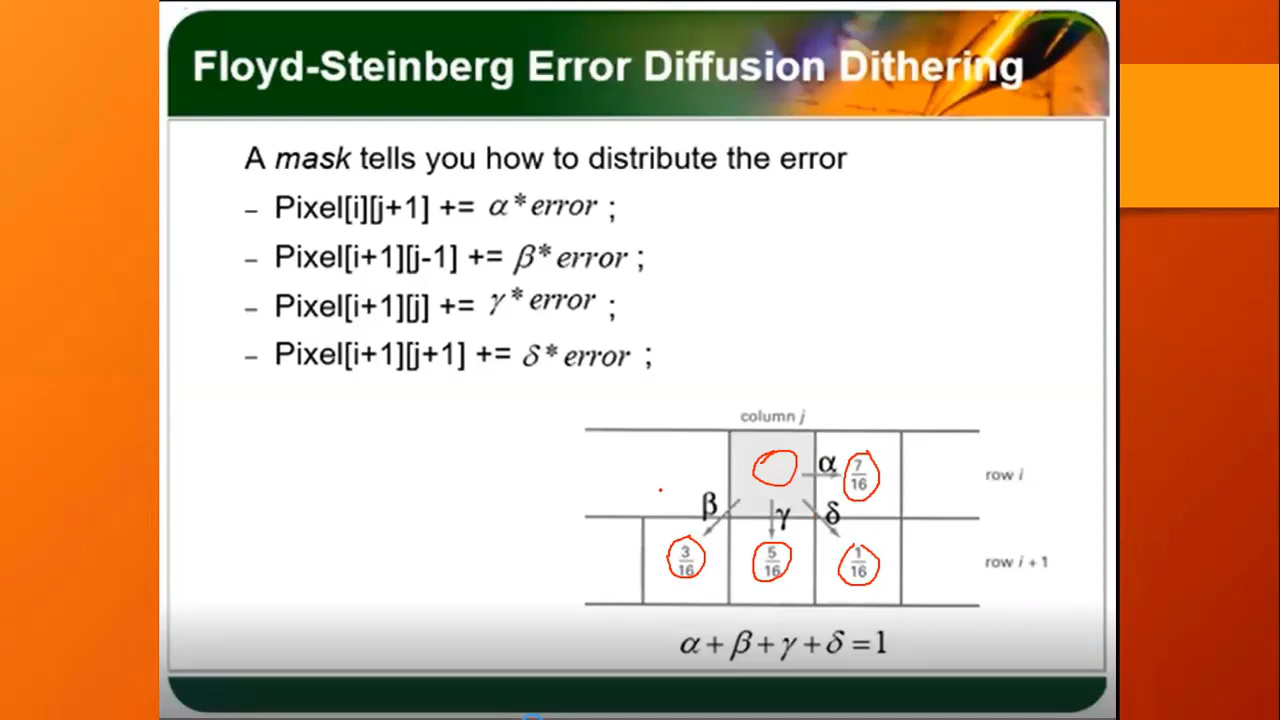 Floyd-Steinberg Error Diffusion Dithering
A mask tells you how to distribute the error
– Pixel[i][j+1] += α*error ;
– Pixel[i+1][j-1] += β*error ;
– Pixel[i+1][j] += γ*error ;
– Pixel[i+1][j+1] += δ*error ;
column j
α 7/16 row i
β γ δ
3/16 5/16 1/16 row i + 1
α + β + γ + δ = 1